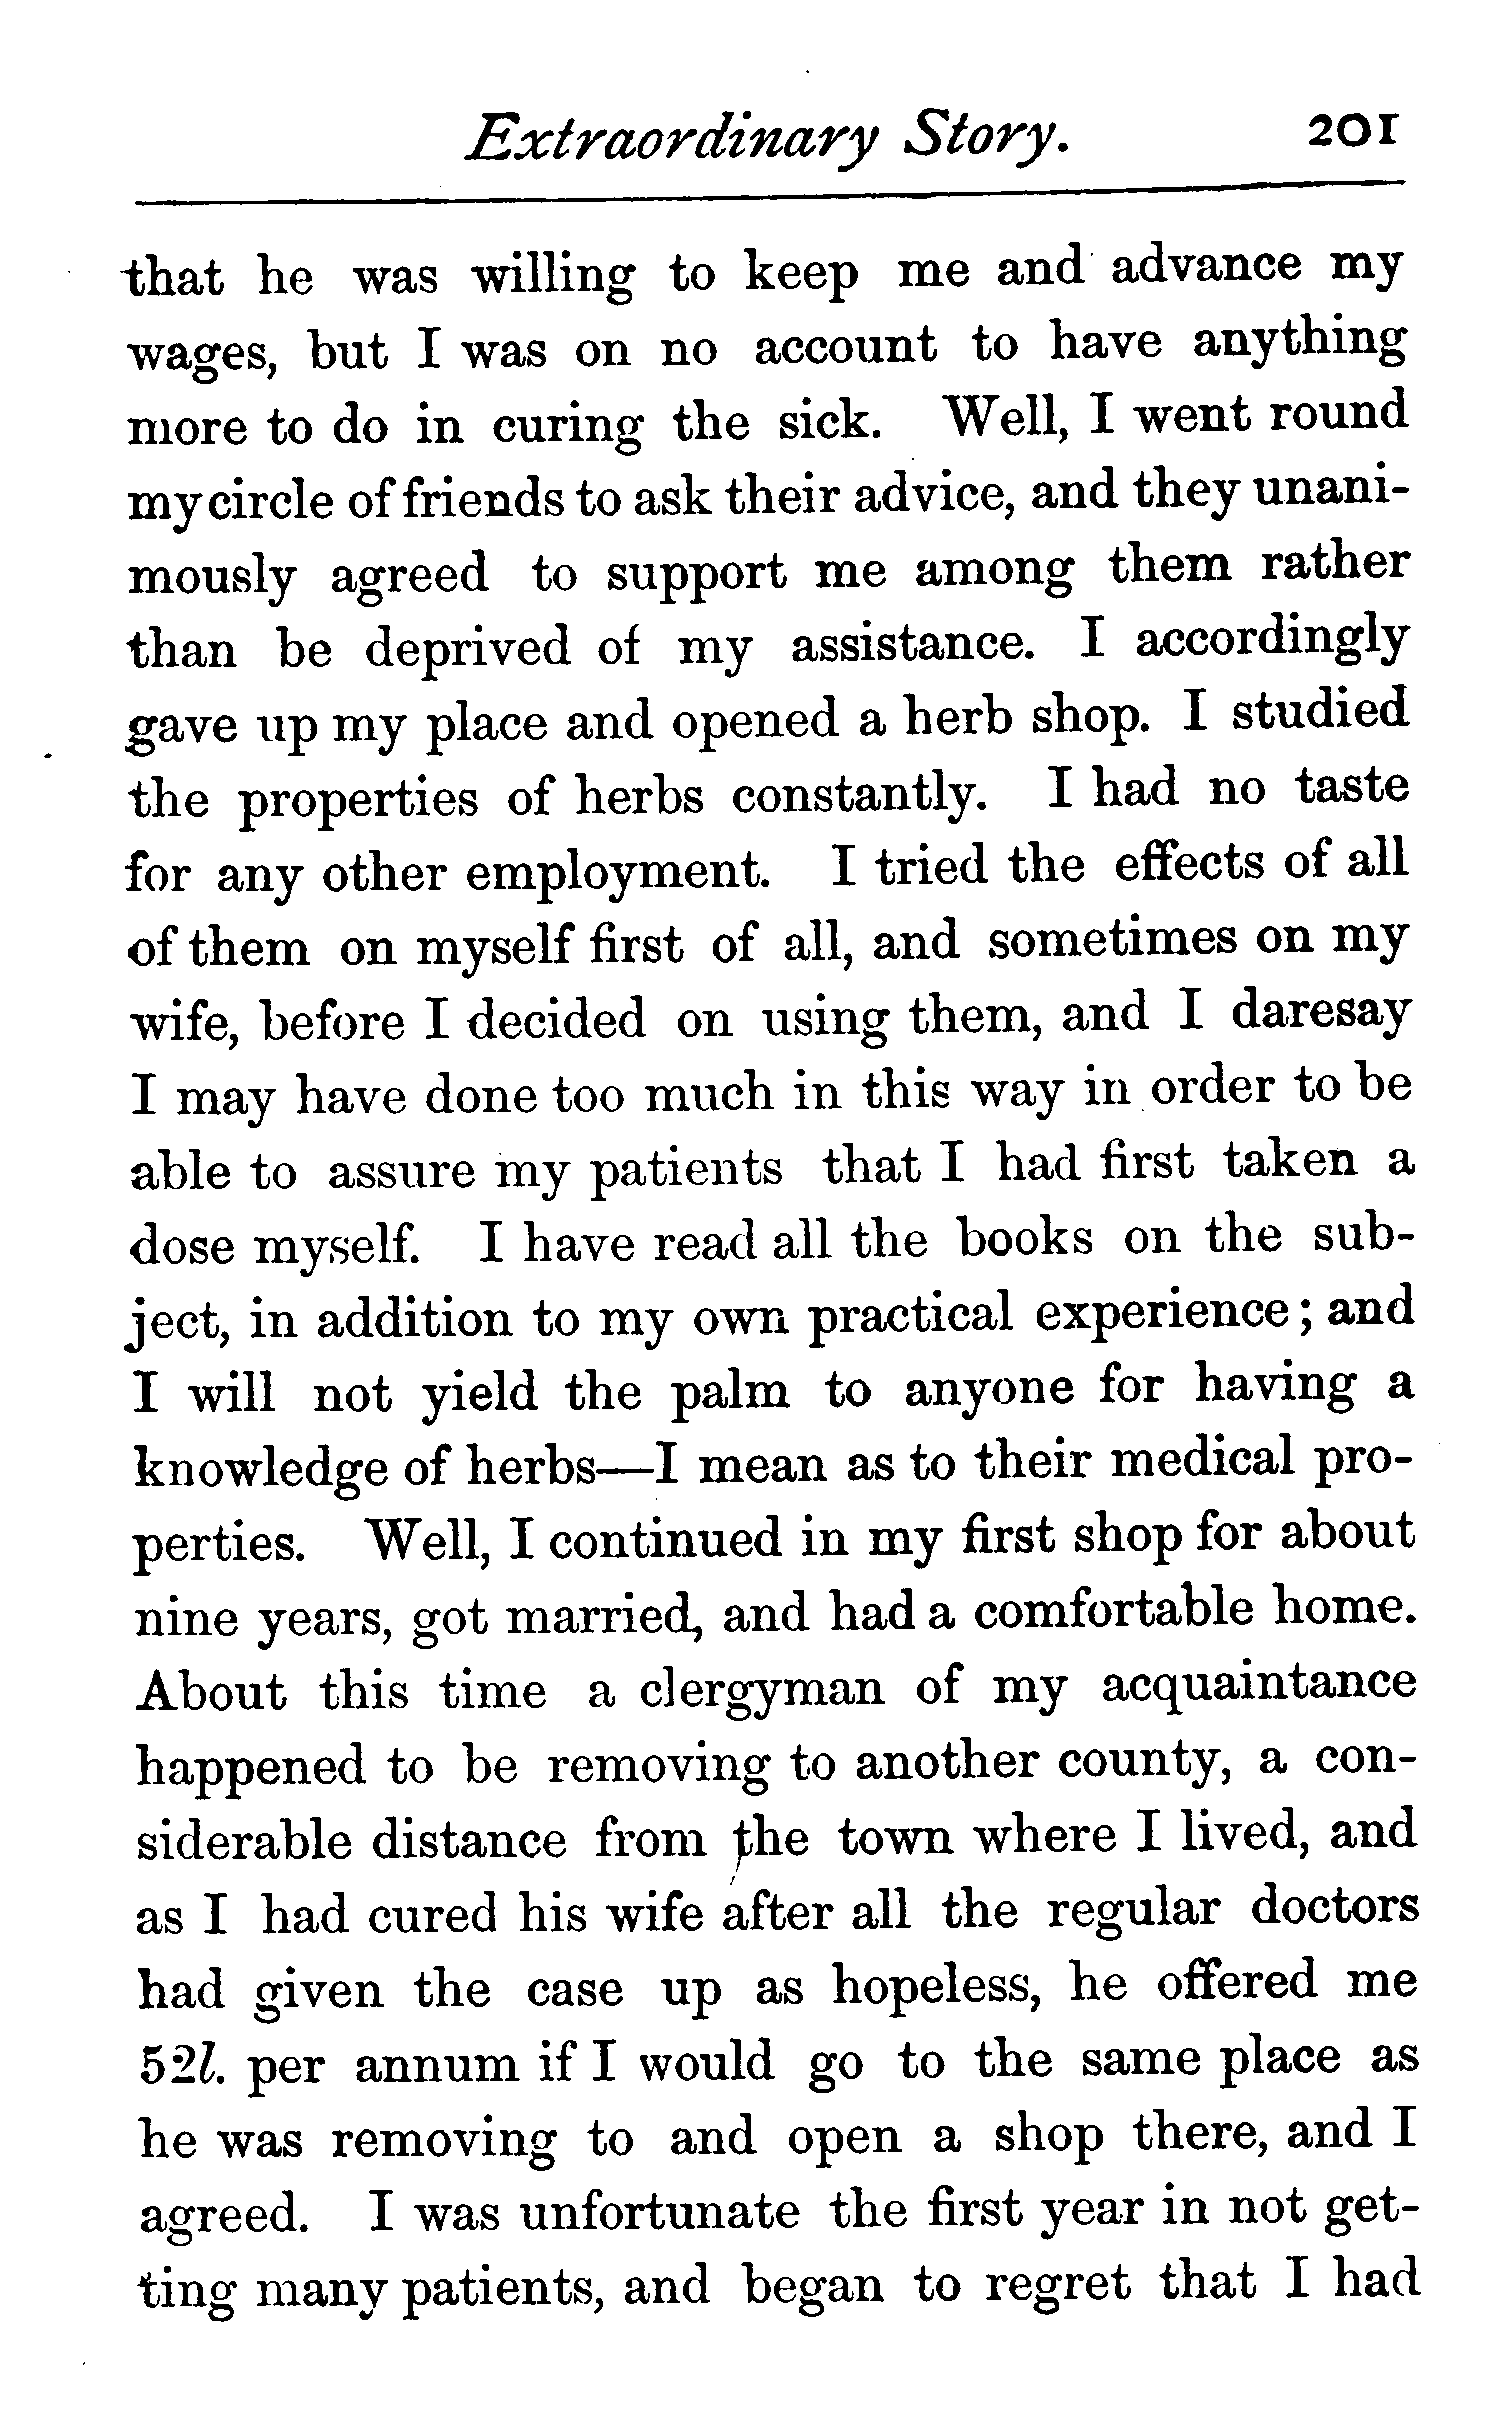 Extraordinary Story. 201
that he was willing to keep me and advance my
wages, but I was on no account to have anything
more to do in curing the sick. Well, I went round
my circle of friends to ask their advice, and they unani-
mously agreed to support me among them rather
than be deprived of my assistance. I accordingly
gave up my place and opened a herb shop. I studied
the properties of herbs constantly. I had no taste
for any other employment. I tried the effects of all
of them on myself first of all, and sometimes on my
wife, before I decided on using them, and I daresay
I may have done too much in this way in order to be
able to assure my patients that I had first taken a
dose myself. I have read all the books on the sub-
ject, in addition to my own practical experience; and
I will not yield the palm to anyone for having a
knowledge of herbs—I mean as to their medical pro-
perties. Well, I continued in my first shop for about
nine years, got married, and had a comfortable home.
About this time a clergyman of my acquaintance
happened to be removing to another county, a con-
siderable distance from the town where I lived, and
as I had cured his wife after all the regular doctors
had given the case up as hopeless, he offered me
52l. per annum if I would go to the same place as
he was removing to and open a shop there, and I
agreed. I was unfortunate the first year in not get-
ting many patients, and began to regret that I had